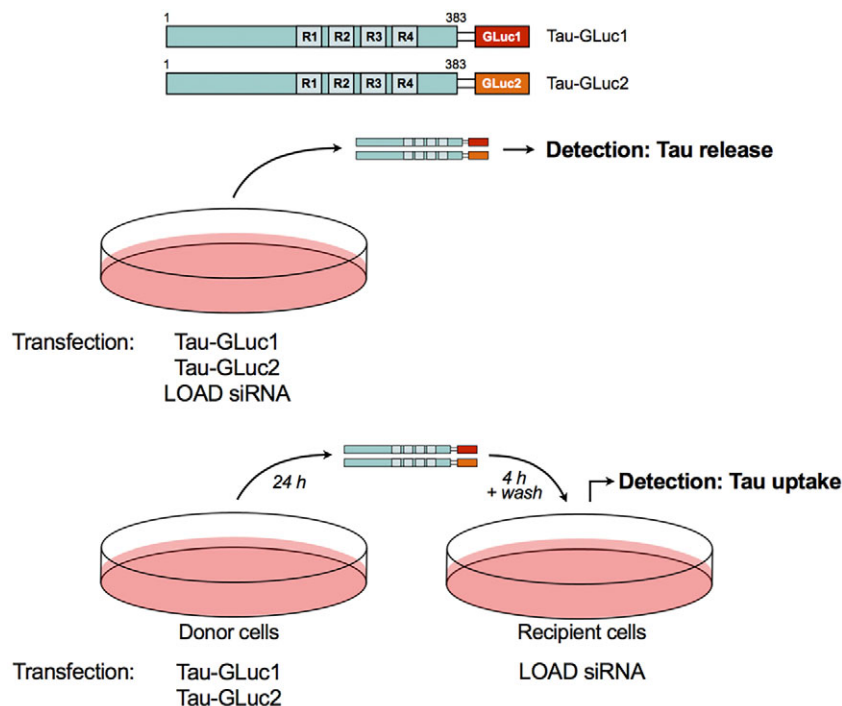 1 383
R1 R2 R3 R4 GLuc1 Tau-GLuc1
1 383
R1 R2 R3 R4 GLuc2 Tau-GLuc2
Detection: Tau release
Transfection: Tau-GLuc1
Tau-GLuc2
LOAD siRNA
24 h
4 h
+ wash
Detection: Tau uptake
Donor cells Recipient cells
Transfection: Tau-GLuc1 LOAD siRNA
Tau-GLuc2